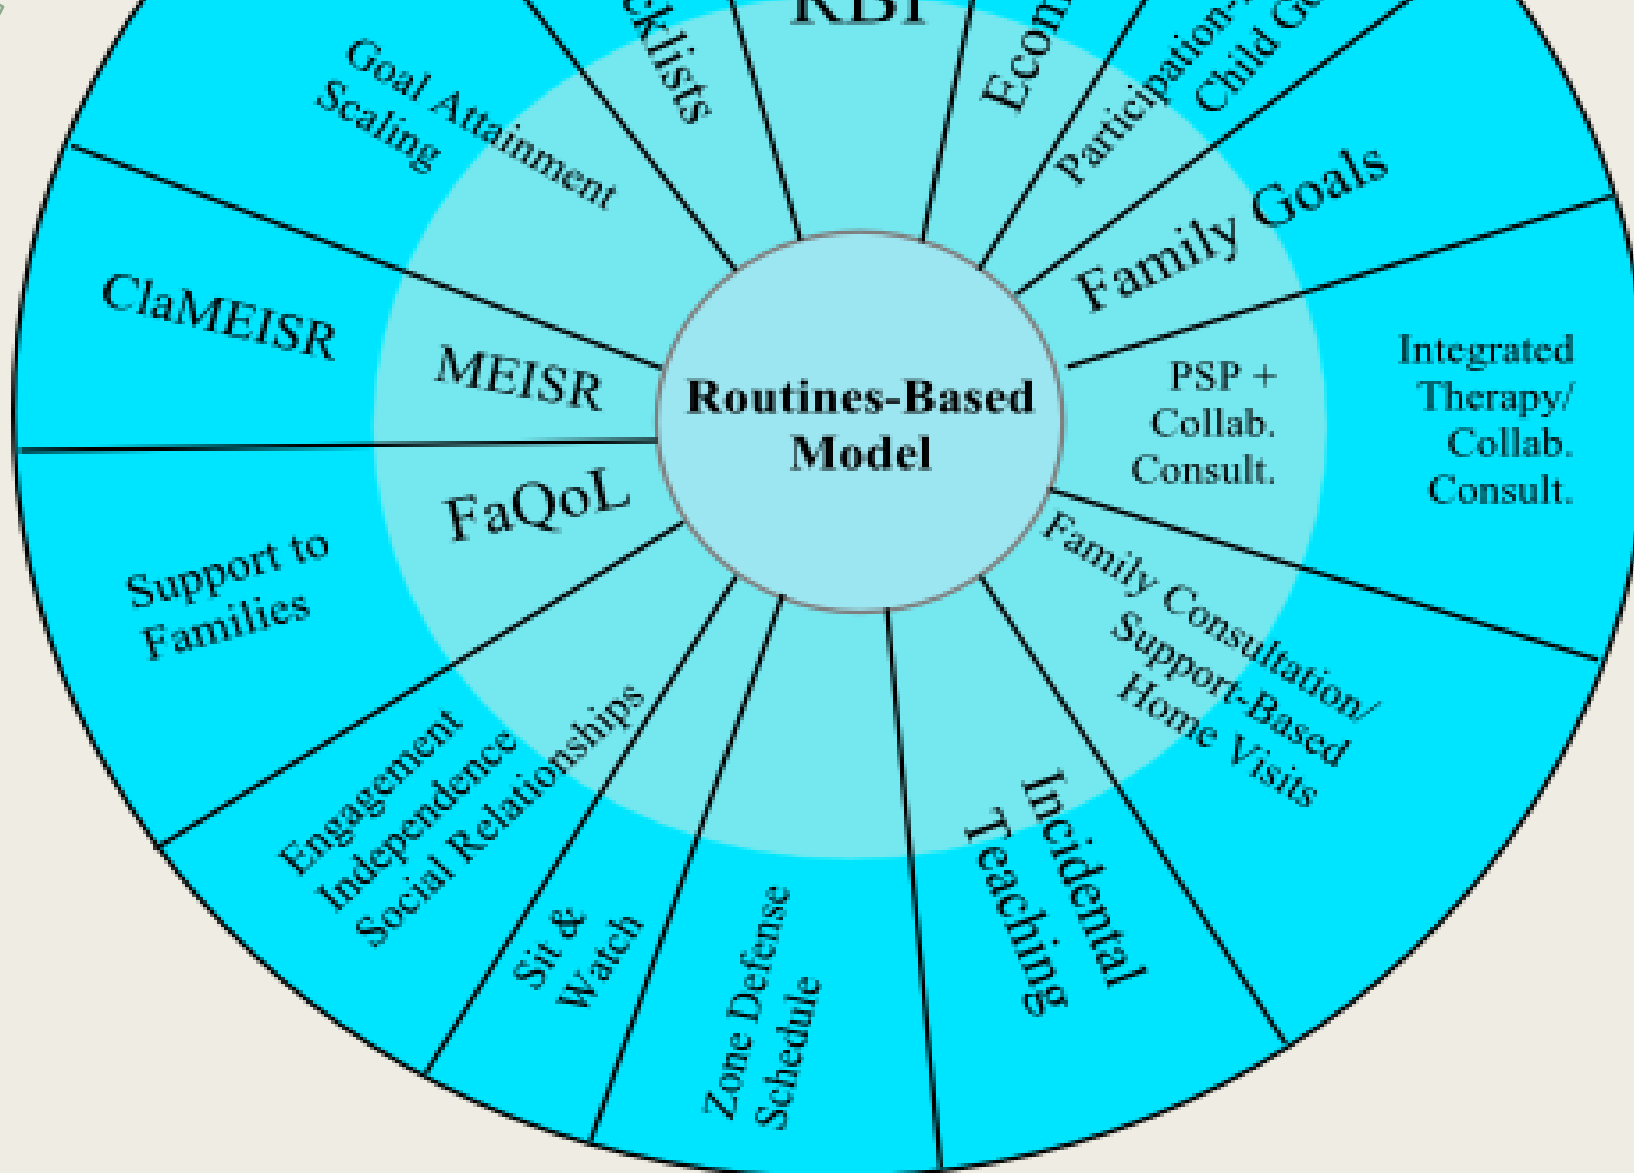 RBI
Goal Attainment
Scaling
Child
Family Goals
ClaMEISR
MEISR
Routines-Based
Model
PSP +
Collab.
Consult.
Integrated
Therapy/
Collab.
Consult.
FaQoL
Support to
Families
Family Consultation/
Support-Based
Home Visits
Engagement
Independence
Social Relationships
Sit &
Watch
Zone Defense
Schedule
Incidental
Teaching